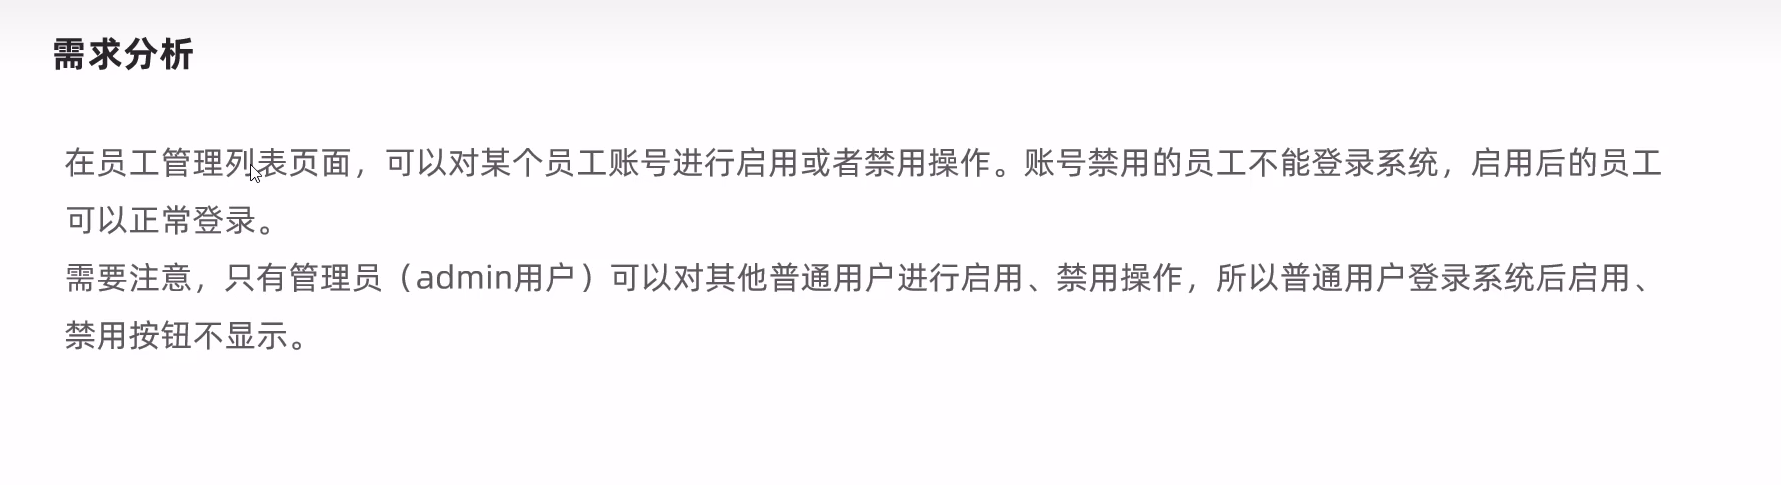 需求分析
在员工管理列表页面，可以对某个员工账号进行启用或者禁用操作。账号禁用的员工不能登录系统，启用后的员工
可以正常登录。
需要注意，只有管理员（admin用户）可以对其他普通用户进行启用、禁用操作，所以普通用户登录系统后启用、
禁用按钮不显示。